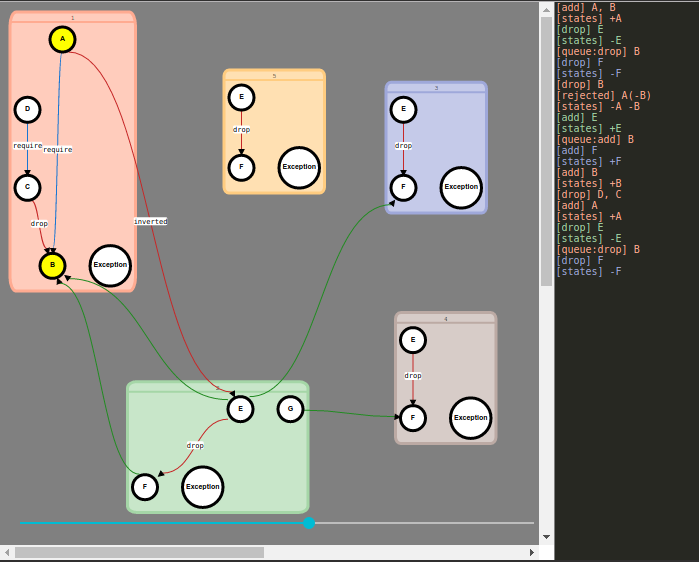 1
A
D
require
require
C
drop
inverted
B
Exception
5
E
drop
F
Exception
3
E
drop
F
Exception
4
E
drop
F
Exception
2
E
G
drop
F
Exception
[add] A, B
[states] +A
[drop] E
[states] -E
[queue:drop] B
[drop] F
[states] -F
[drop] B
[rejected] A(-B)
[states] -A -B
[add] E
[states] +E
[queue:add] B
[add] F
[states] +F
[add] B
[states] +B
[drop] D, C
[add] A
[states] +A
[drop] E
[states] -E
[queue:drop] B
[drop] F
[states] -F